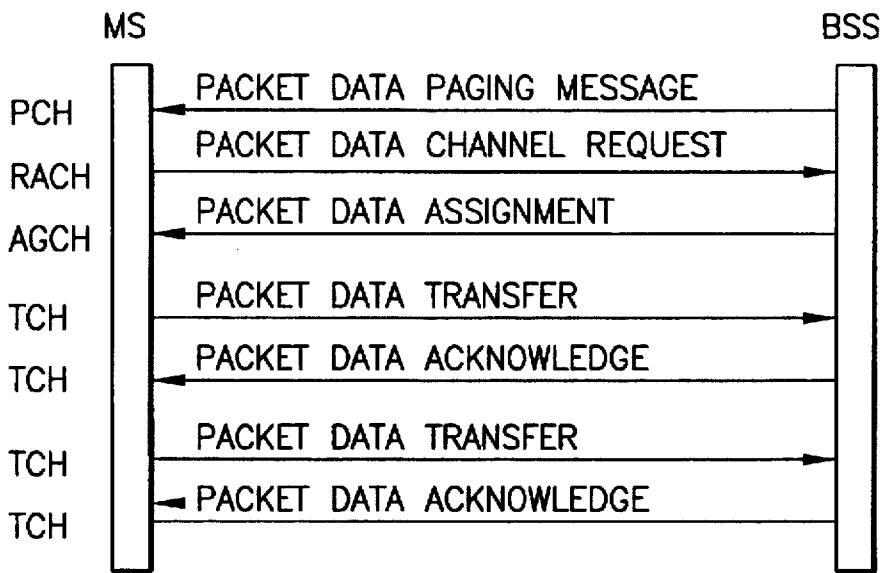 MS BSS
PCH PACKET DATA PAGING MESSAGE
RACH PACKET DATA CHANNEL REQUEST
AGCH PACKET DATA ASSIGNMENT
TCH PACKET DATA TRANSFER
TCH PACKET DATA ACKNOWLEDGE
TCH PACKET DATA TRANSFER
TCH PACKET DATA ACKNOWLEDGE